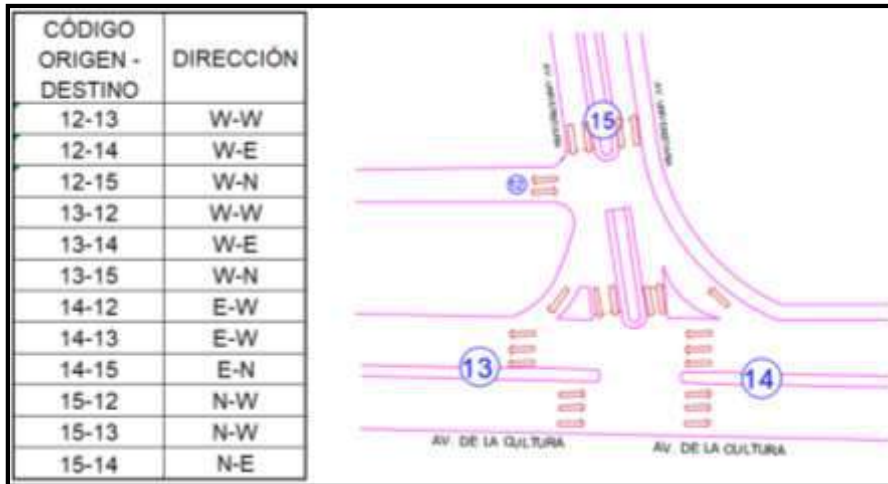 CÓDIGO
ORIGEN -
DESTINO
DIRECCIÓN
12-13 W-W
12-14 W-E
12-15 W-N
13-12 W-W
13-14 W-E
13-15 W-N
14-12 E-W
14-13 E-W
14-15 E-N
15-12 N-W
15-13 N-W
15-14 N-E
15
12
13
14
AV. DE LA CULTURA
AV. DE LA CULTURA